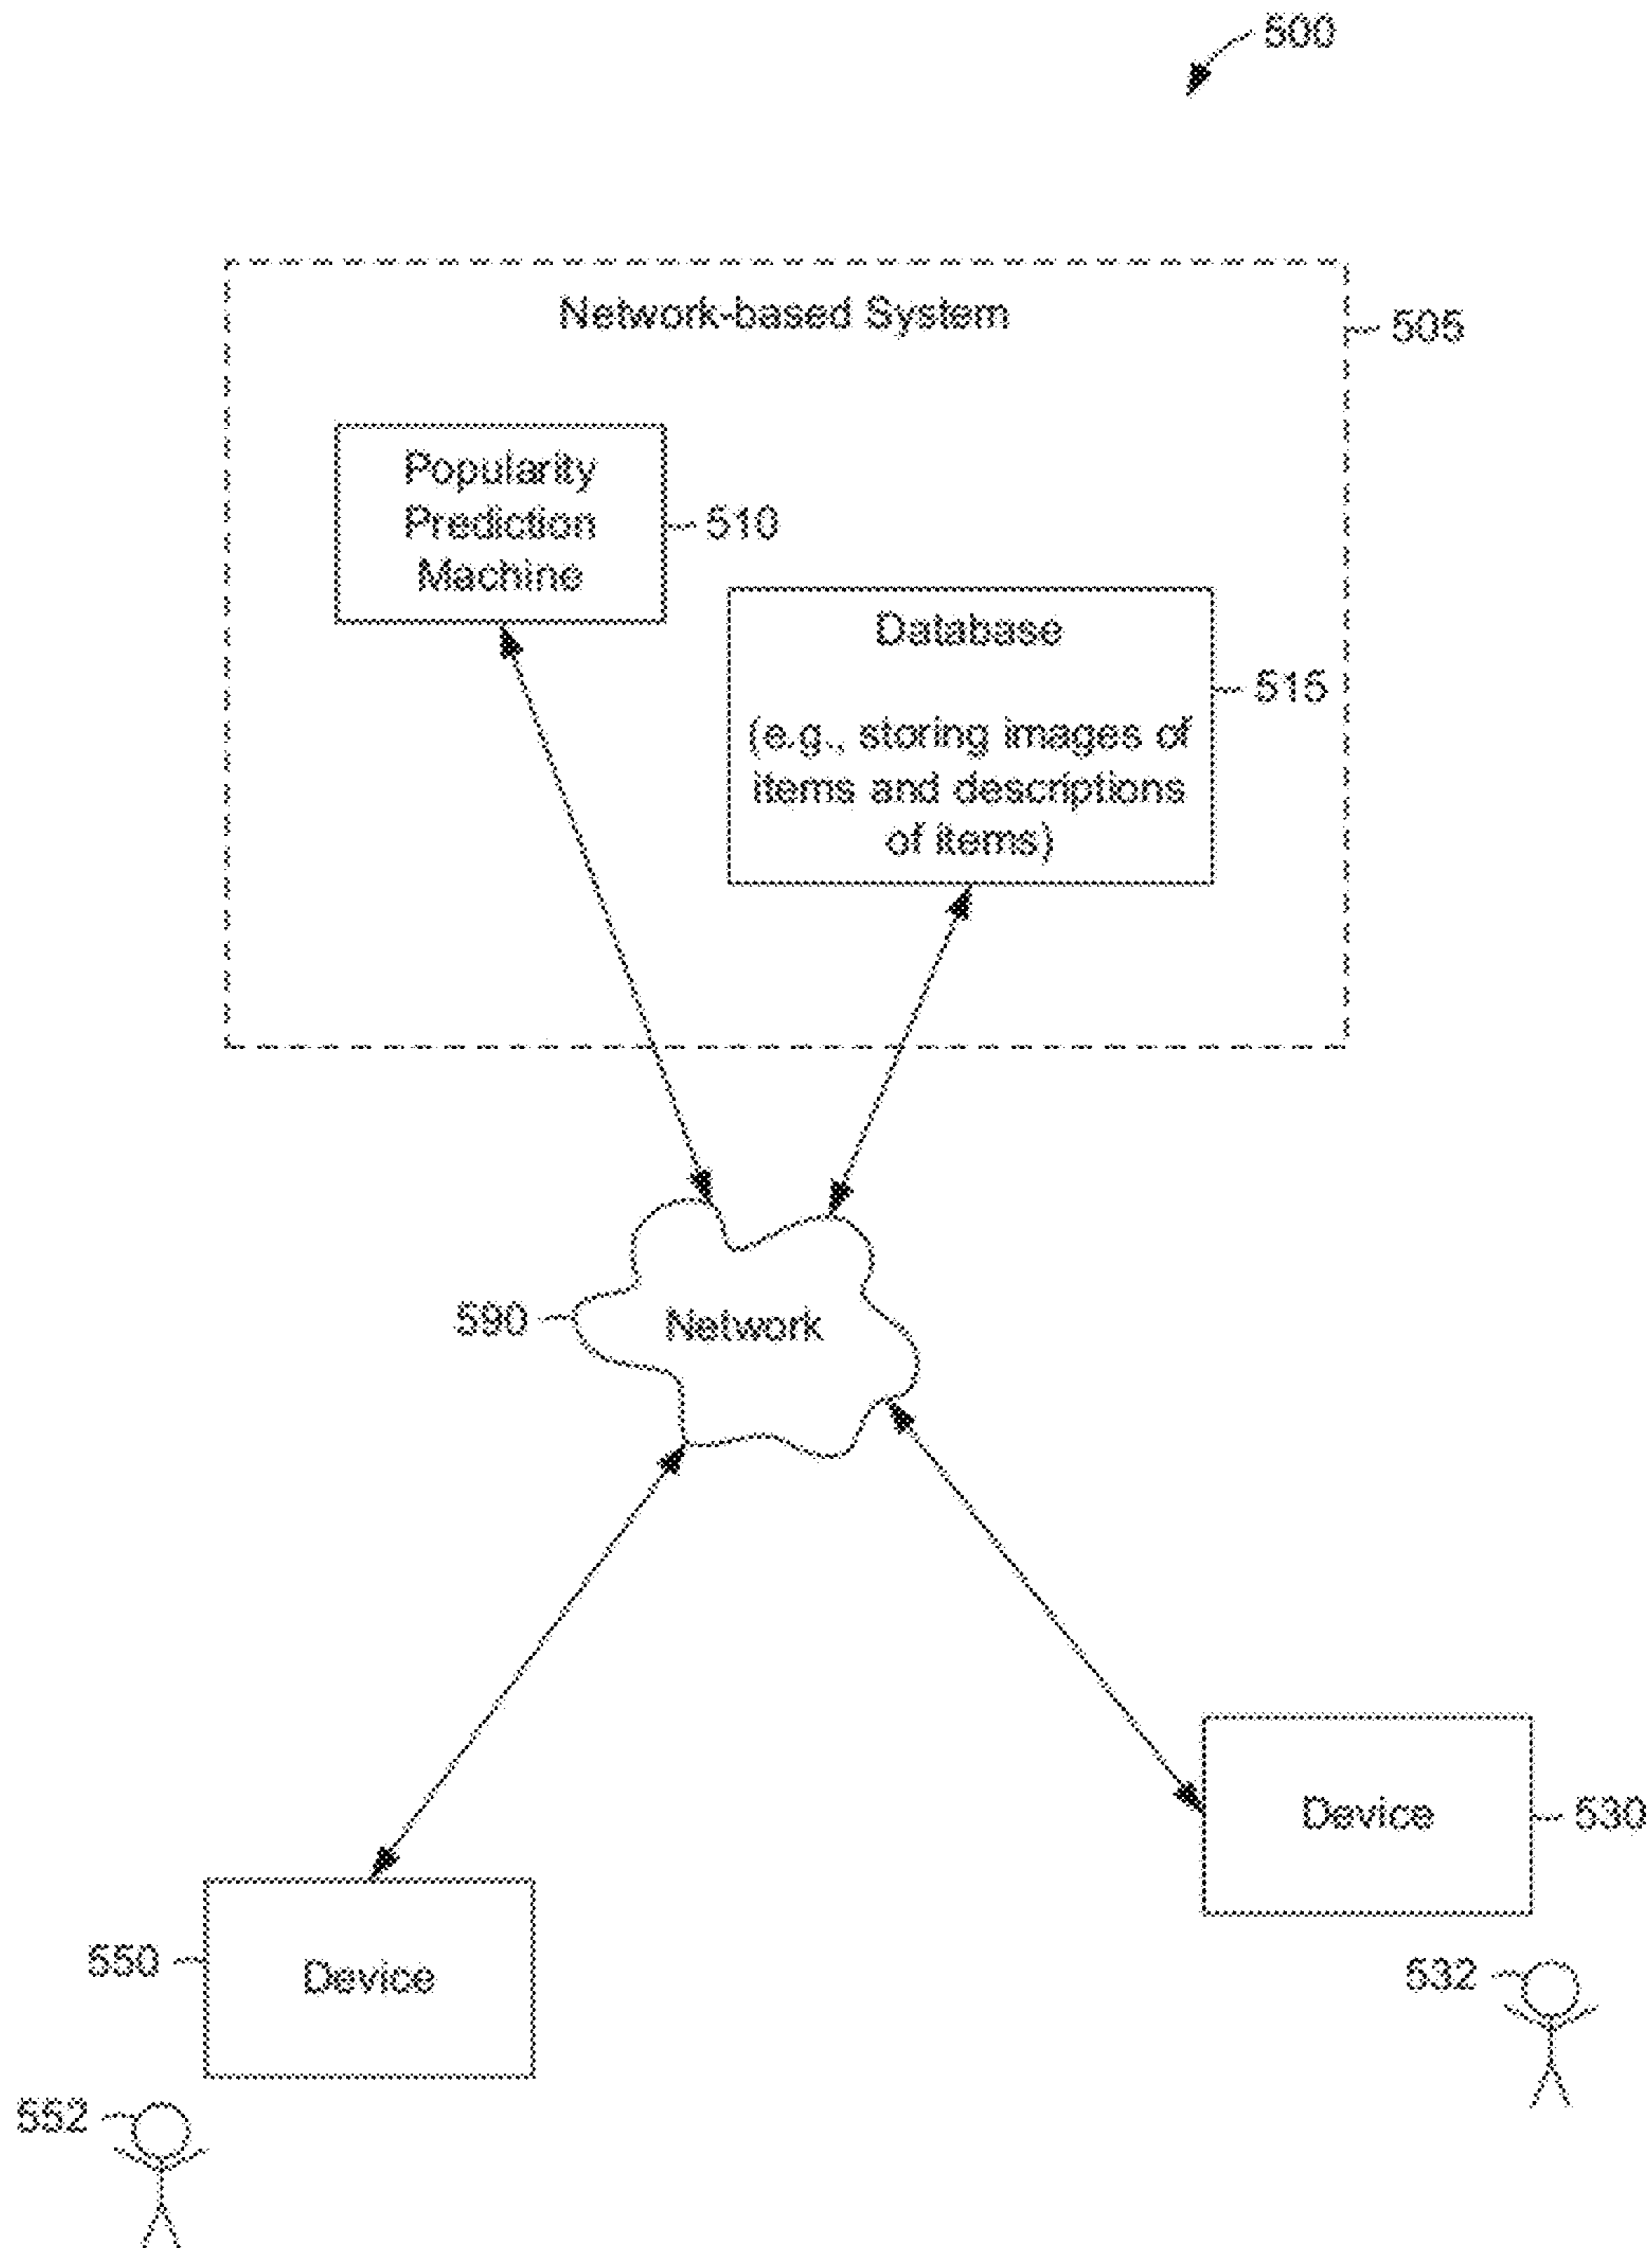 500
Network-based System
505
Popularity
Prediction
Machine
510
Database
(e.g., storing images of
items and descriptions
of items)
515
590
Network
Device
530
550
Device
532
552